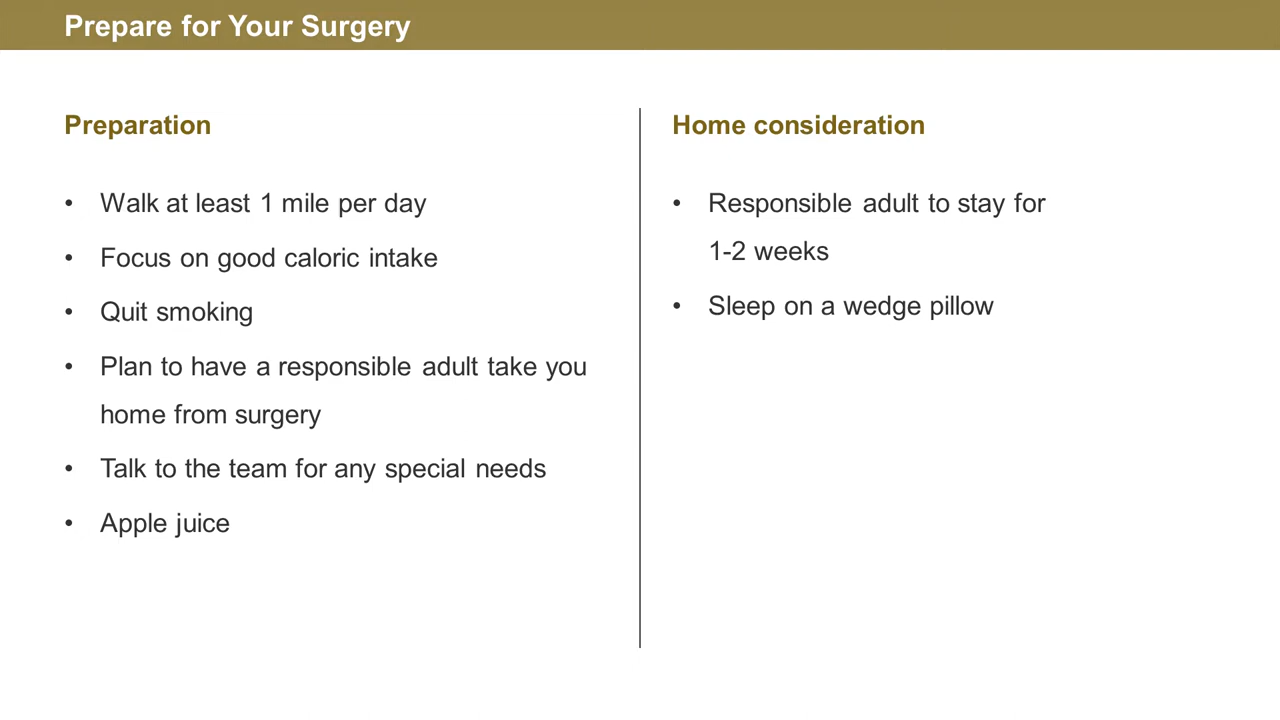 Prepare for Your Surgery
Preparation
• Walk at least 1 mile per day
• Focus on good caloric intake
• Quit smoking
• Plan to have a responsible adult take you
home from surgery
• Talk to the team for any special needs
• Apple juice
Home consideration
• Responsible adult to stay for
1-2 weeks
• Sleep on a wedge pillow